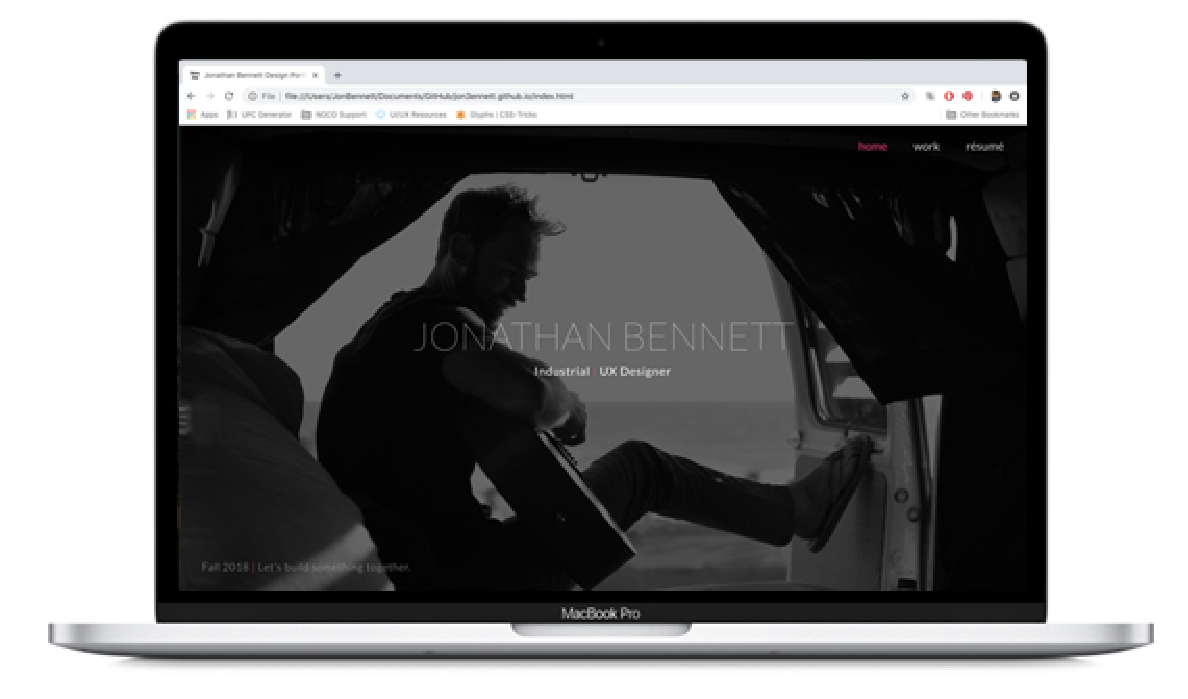 Jonathan Bennett Design Port
File | file:///Users/JonBennett/Documents/GitHub/jon3ennett.github.io/index.html
Apps UPC Generator NOCO Support UI/UX Resources Glyphs | CSS-Tricks Other Bookmarks
home work résumé
JONATHAN BENNETT
Industrial | UX Designer
Fall 2018 | Let's build something together.
MacBook Pro